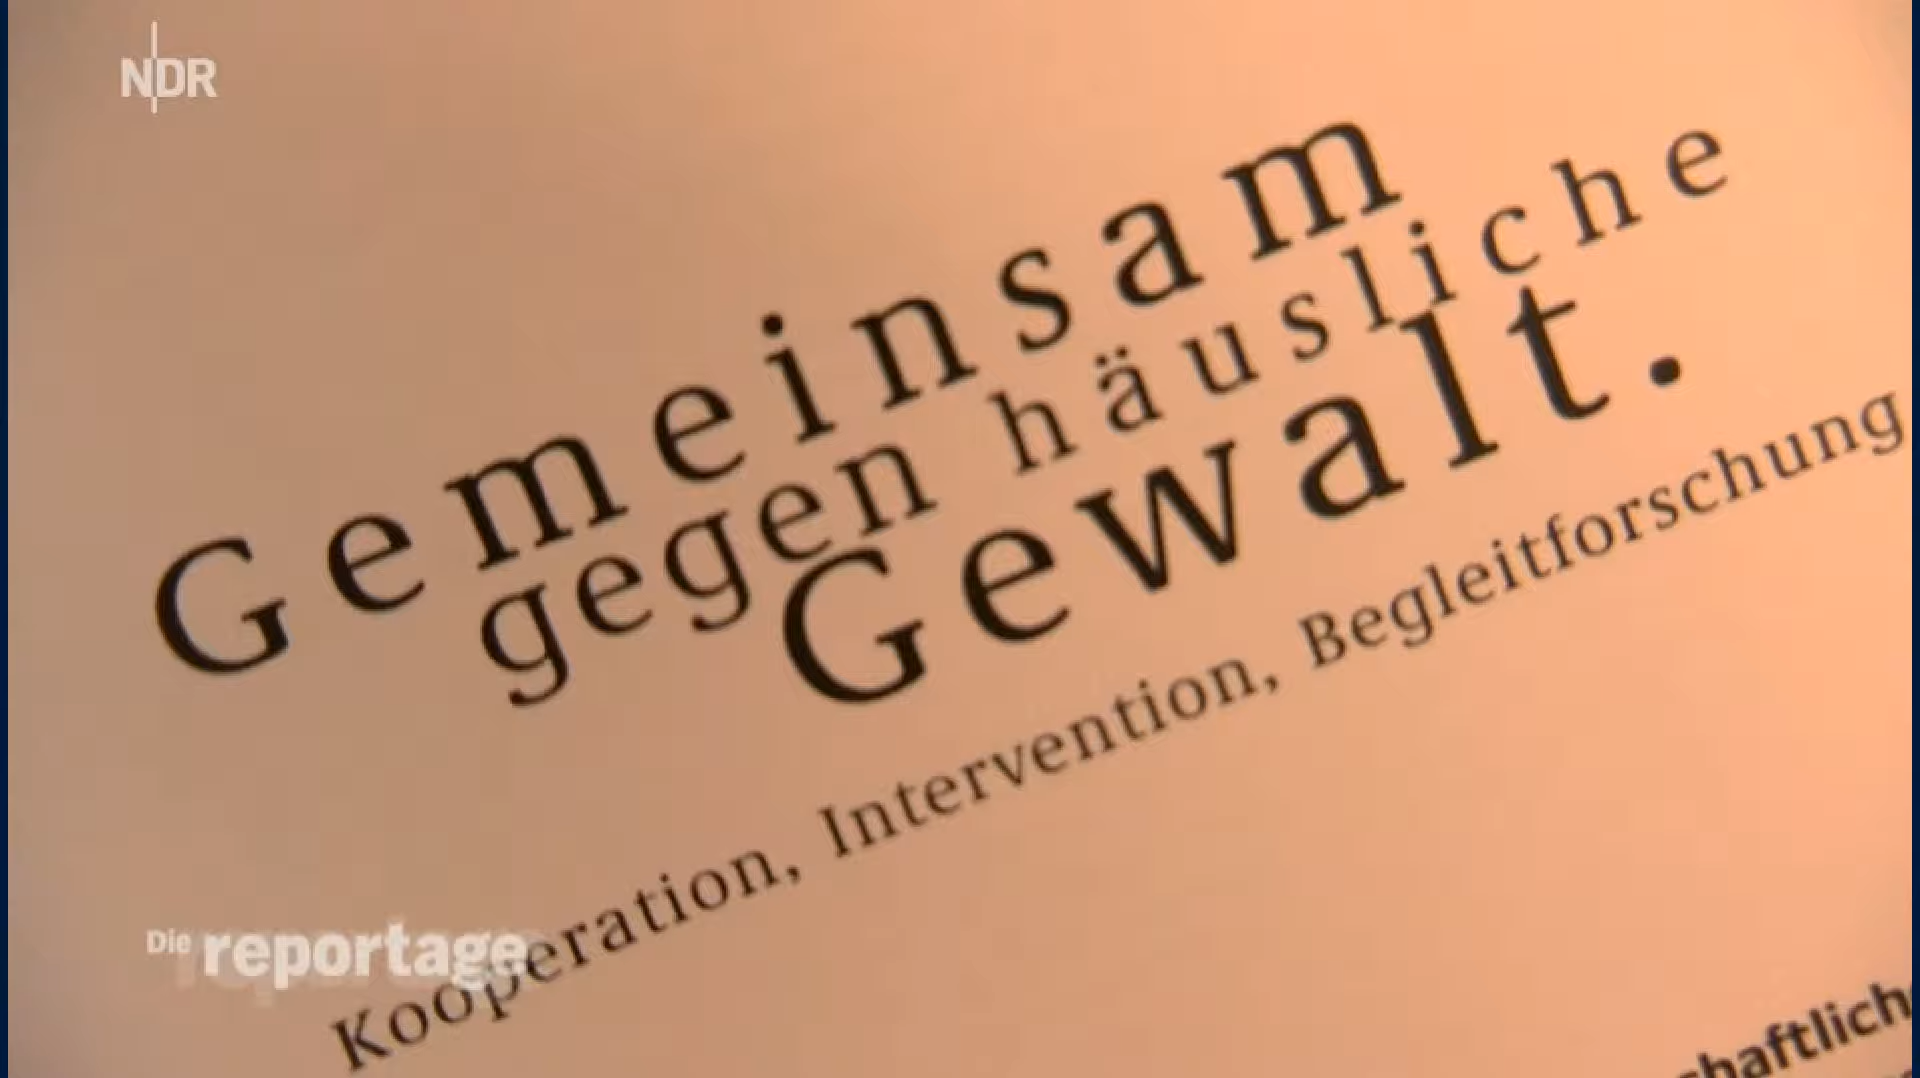 NDR
Gemeinsam
gegen häusliche
Gewalt.
Kooperation, Intervention, Begleitforschung
Die reportage